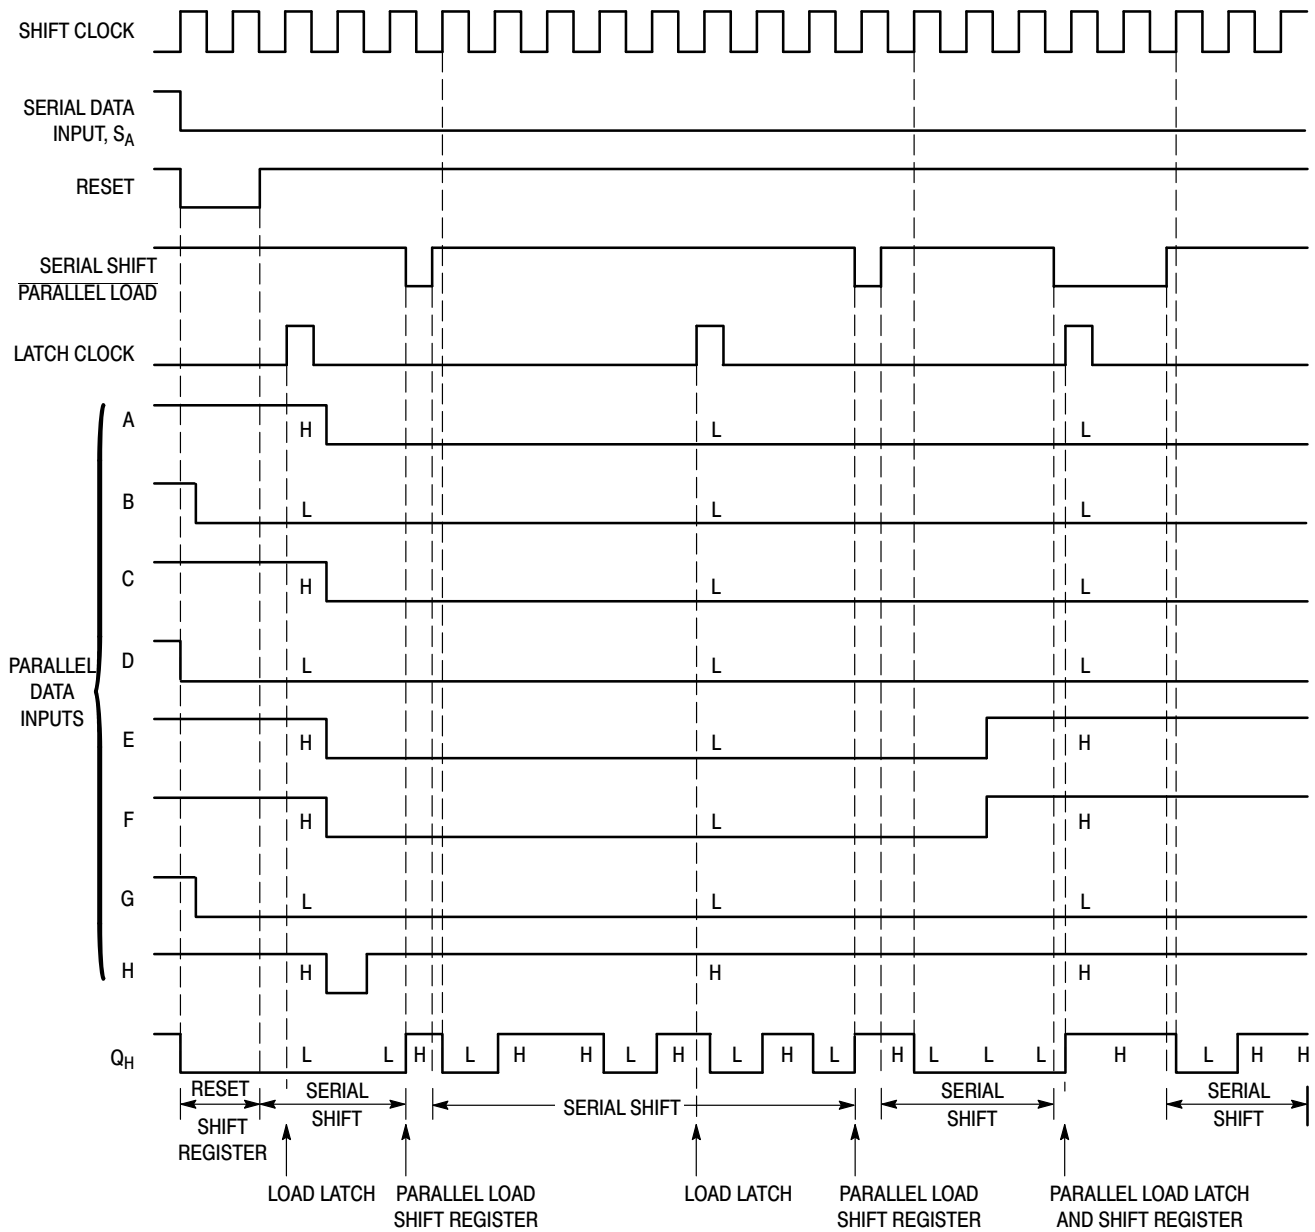 SHIFT CLOCK
SERIAL DATA
INPUT, SA
RESET
SERIAL SHIFT
PARALLEL LOAD
LATCH CLOCK
A H L L
B L L L
C H L L
PARALLEL
DATA
INPUTS
D L L L
E H L H
F H L H
G L L L
H H H H
QH L L H L H H L H L H L H L L L H L H H
RESET
SHIFT
REGISTER
SERIAL
SHIFT
SERIAL SHIFT
SERIAL
SHIFT
SERIAL
SHIFT
LOAD LATCH
PARALLEL LOAD
SHIFT REGISTER
LOAD LATCH
PARALLEL LOAD
SHIFT REGISTER
PARALLEL LOAD LATCH
AND SHIFT REGISTER